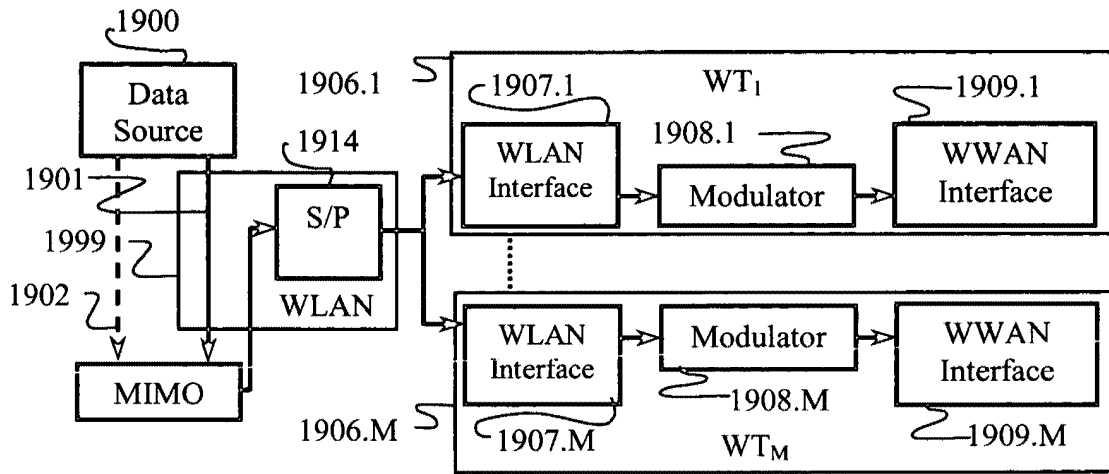 1900
Data
Source
1901
1999
1902
MIMO
1914
S/P
WLAN
1906.1
1907.1
WT1
1909.1
1908.1
WLAN
Interface
Modulator
WWAN
Interface
WLAN
Interface
Modulator
WWAN
Interface
1908.M
1906.M
1907.M
WTM
1909.M